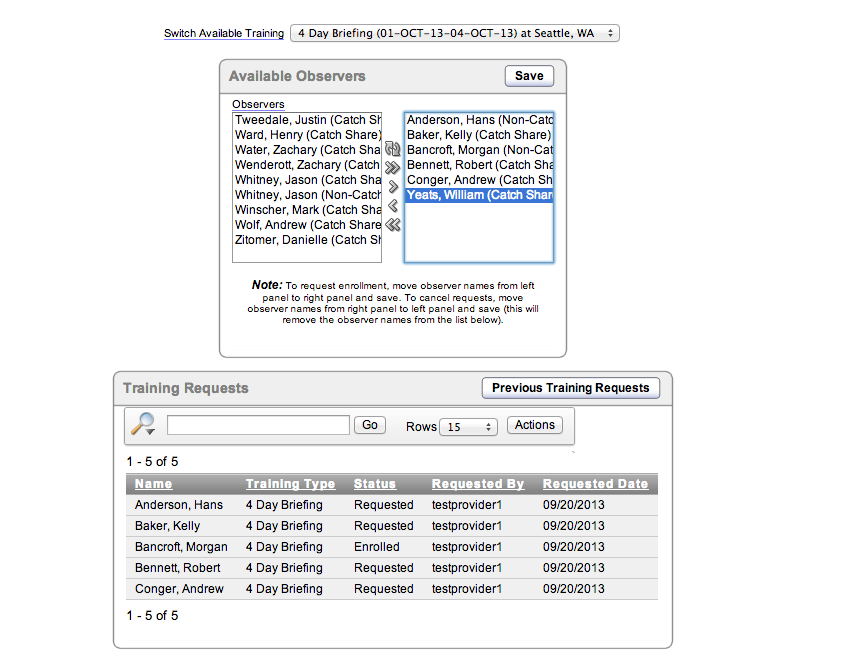 Switch Available Training 4 Day Briefing (01-OCT-13-04-OCT-13) at Seattle, WA
Available Observers Save
Observers
Tweedale, Justin (Catch Sh
Ward, Henry (Catch Share)
Water, Zachary (Catch Sha
Wenderott, Zachary (Catch
Whitney, Jason (Catch Sha
Whitney, Jason (Non-Catch
Winscher, Mark (Catch Sha
Wolf, Andrew (Catch Share
Zitomer, Danielle (Catch Sh
Anderson, Hans (Non-Catc
Baker, Kelly (Catch Share)
Bancroft, Morgan (Non-Cat
Bennett, Robert (Catch Sha
Conger, Andrew (Catch Sh
Yeats, William (Catch Shar
Note: To request enrollment, move observer names from left
panel to right panel and save. To cancel requests, move
observer names from right panel to left panel and save (this will
remove the observer names from the list below).
Training Requests Previous Training Requests
Go Rows 15 Actions
1 - 5 of 5
Name Training Type Status Requested By Requested Date
Anderson, Hans 4 Day Briefing Requested testprovider1 09/20/2013
Baker, Kelly 4 Day Briefing Requested testprovider1 09/20/2013
Bancroft, Morgan 4 Day Briefing Enrolled testprovider1 09/20/2013
Bennett, Robert 4 Day Briefing Requested testprovider1 09/20/2013
Conger, Andrew 4 Day Briefing Requested testprovider1 09/20/2013
1 - 5 of 5